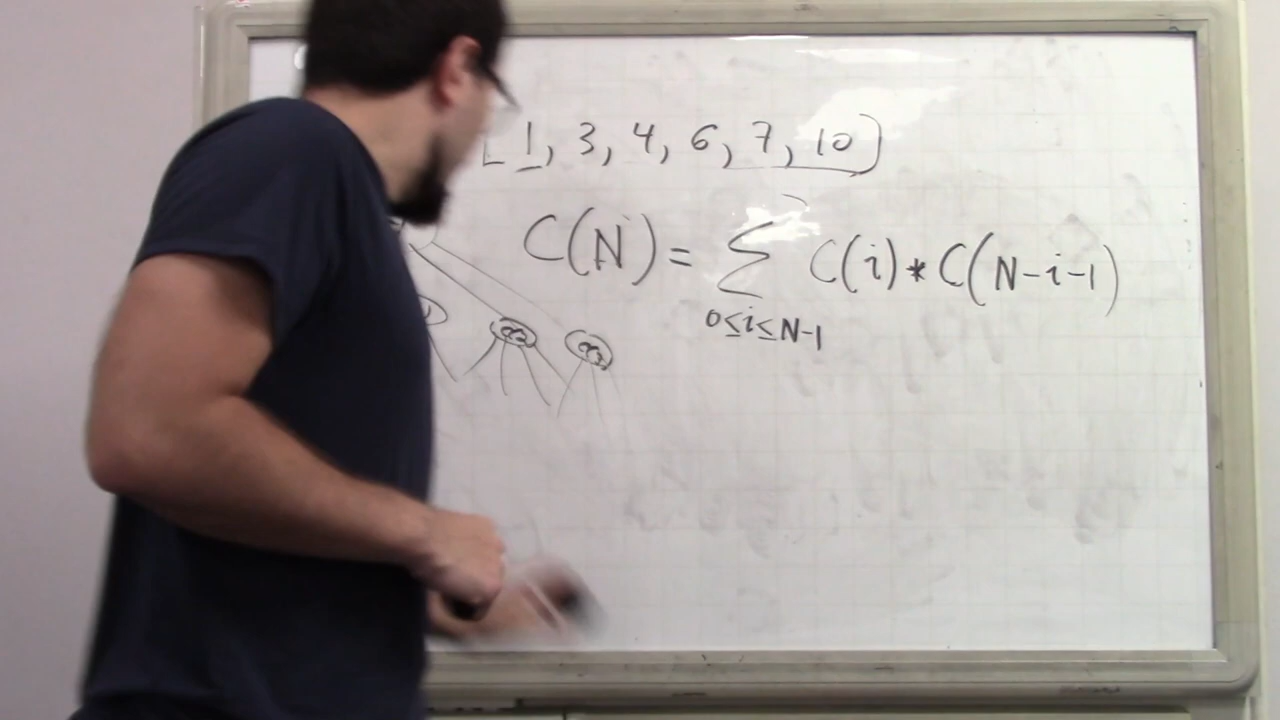 [1, 3, 4, 6, 7, 10]
C(N) = ∑ C(i) * C(N-i-1)
0≤i≤N-1